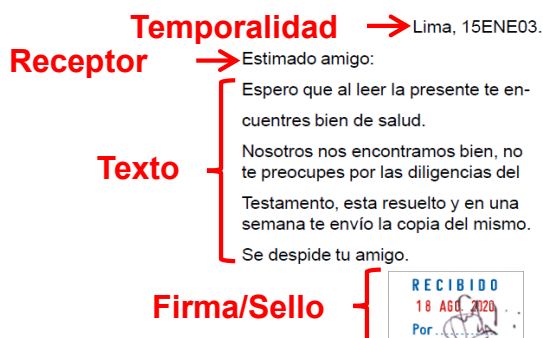 Temporalidad Lima, 15ENE03.
Receptor Estimado amigo:
Espero que al leer la presente te en-
cuentres bien de salud.
Nosotros nos encontramos bien, no
Texto te preocupes por las diligencias del
Testamento, esta resuelto y en una
semana te envío la copia del mismo.
Se despide tu amigo.
Firma/Sello
RECIBIDO
18 AGO. 2020
Por